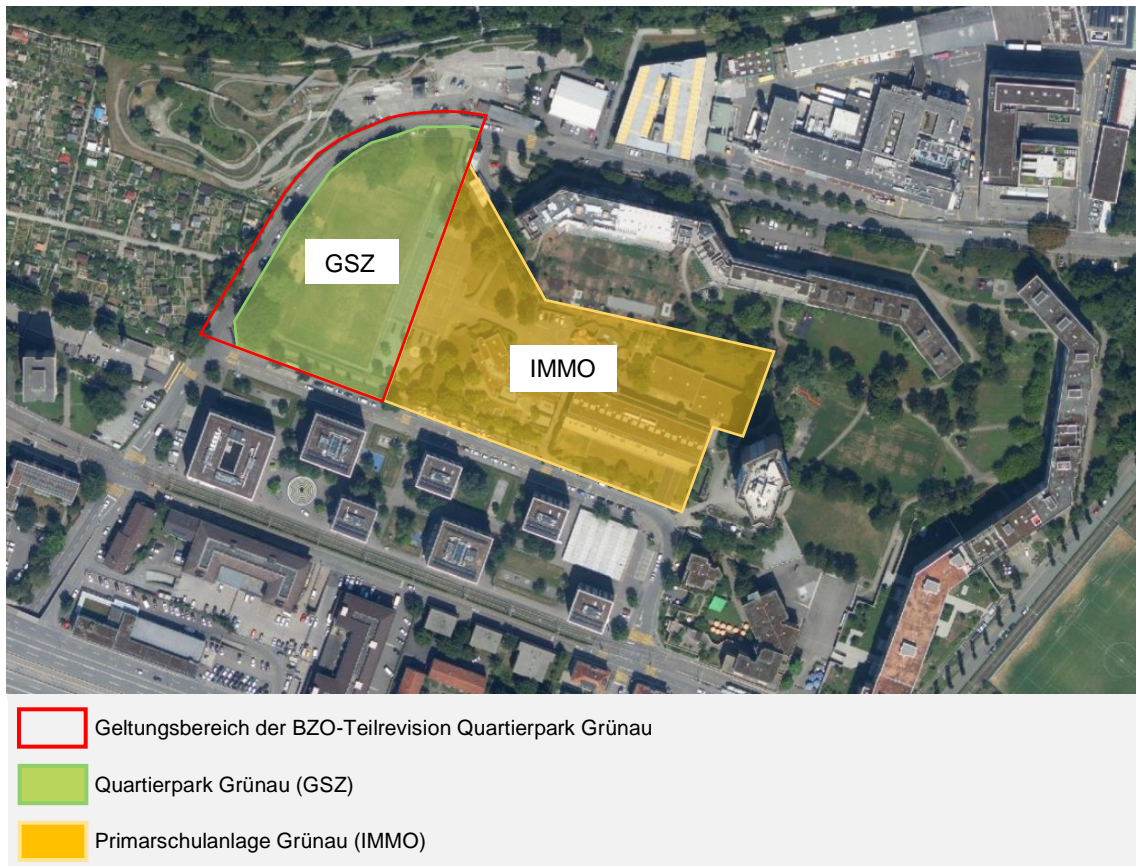 GSZ
IMMO
Geltungsbereich der BZO-Teilrevision Quartierpark Grünau
Quartierpark Grünau (GSZ)
Primarschulanlage Grünau (IMMO)